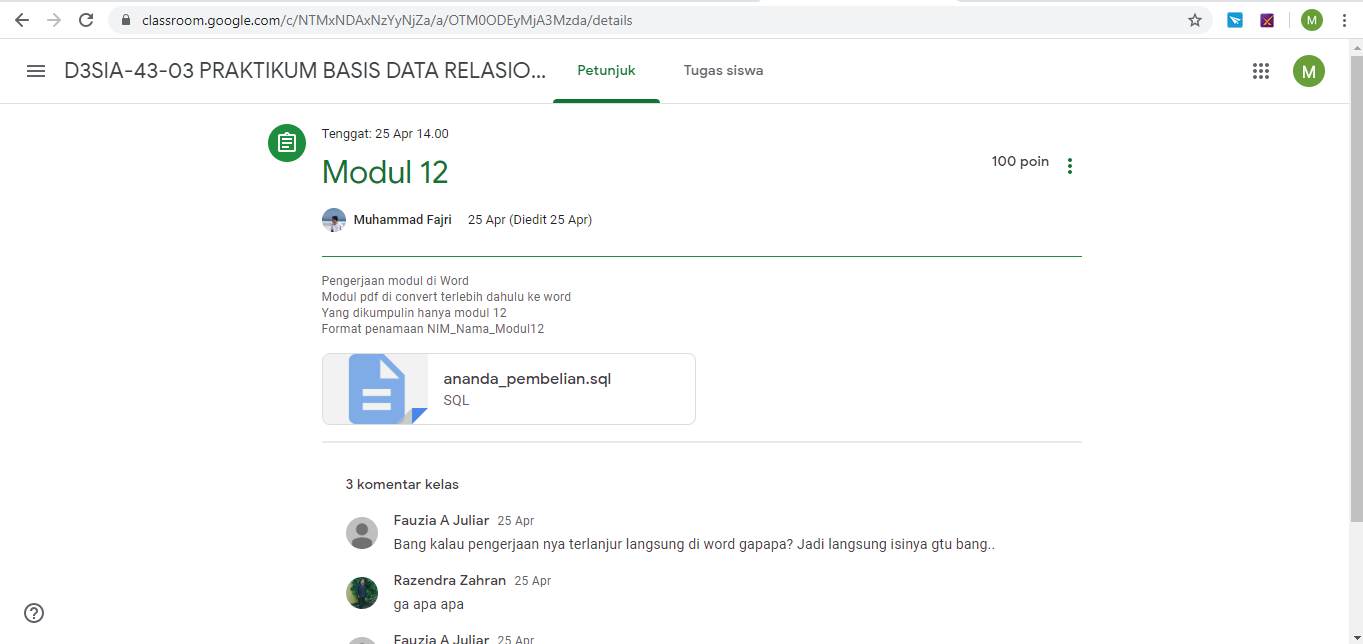 classroom.google.com/c/NTMxNDAxNzYyNjZa/a/OTM0ODEyMjA3Mzda/details
M
D3SIA-43-03 PRAKTIKUM BASIS DATA RELASIO...
Petunjuk
Tugas siswa
M
Tenggat: 25 Apr 14.00
Modul 12
100 poin
Muhammad Fajri 25 Apr (Diedit 25 Apr)
Pengerjaan modul di Word
Modul pdf di convert terlebih dahulu ke word
Yang dikumpulin hanya modul 12
Format penamaan NIM_Nama_Modul12
ananda_pembelian.sql
SQL
3 komentar kelas
Fauzia A Juliar 25 Apr
Bang kalau pengerjaan nya terlanjur langsung di word gapapa? Jadi langsung isinya gtu bang..
Razendra Zahran 25 Apr
ga apa apa
Fauzia A Juliar 25 Apr